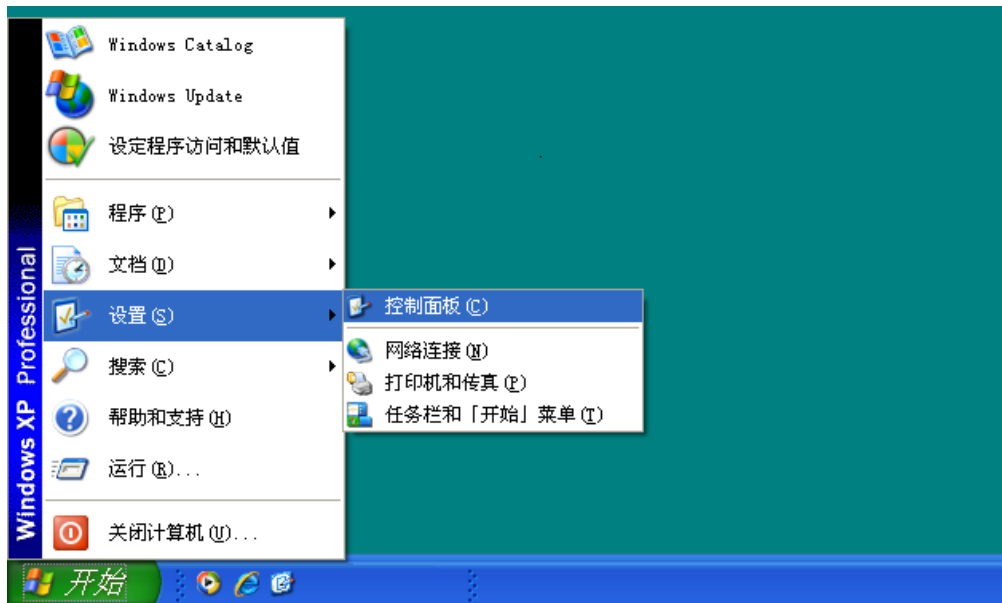 Windows Catalog
Windows Update
设定程序访问和默认值
程序(P)
文档(D)
设置(S)
搜索(C)
帮助和支持(H)
运行(R)...
关闭计算机(U)...
控制面板(C)
网络连接(N)
打印机和传真(P)
任务栏和「开始」菜单(T)
Windows XP Professional
开始